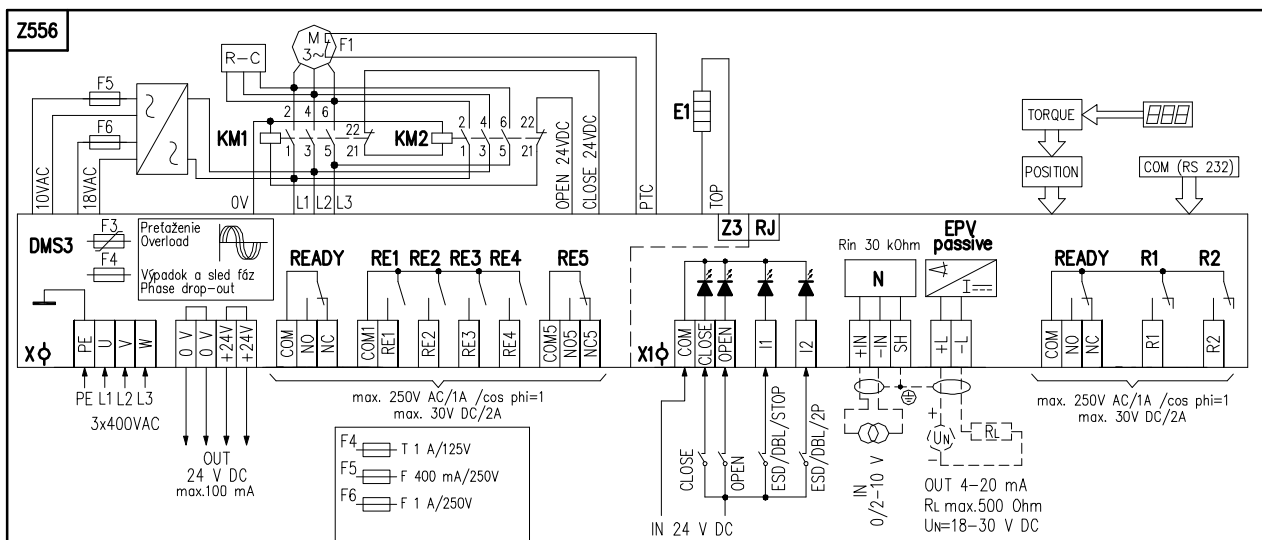 Z556
M
3~
F1
R-C
F5
F6
2 4 6
22
KM1
1 3 5
21
KM2
2 4 6 22
1 3 5 21
E1
TORQUE
POSITION
COM (RS 232)
10VAC
18VAC
0V
L1 L2 L3
OPEN 24VDC
CLOSE 24VDC
PTC
TOP
DMS3
F3
F4
Preťaženie
Overload
Výpadok a sled fáz
Phase drop-out
READY
RE1 RE2 RE3 RE4
RE5
Z3 RJ
Rin 30 kOhm
N
EPV
passive
I
READY
R1
R2
X
PE
U
V
W
0 V
0 V
+24V
+24V
COM
NO
NC
COM1
RE1
RE2
RE3
RE4
COM5
NO5
NC5
X1
COM
CLOSE
OPEN
I1
I2
+IN
-IN
SH
+L
-L
COM
NO
NC
R1
R2
PE L1 L2 L3
3x400VAC
OUT
24 V DC
max.100 mA
max. 250V AC/1A /cos phi=1
max. 30V DC/2A
F4 T 1 A/125V
F5 F 400 mA/250V
F6 F 1 A/250V
CLOSE
OPEN
ESD/DBL/STOP
ESD/DBL/2P
IN 24 V DC
IN
0/2-10 V
+
UN
-
RL
OUT 4-20 mA
RL max.500 Ohm
UN=18-30 V DC
max. 250V AC/1A /cos phi=1
max. 30V DC/2A